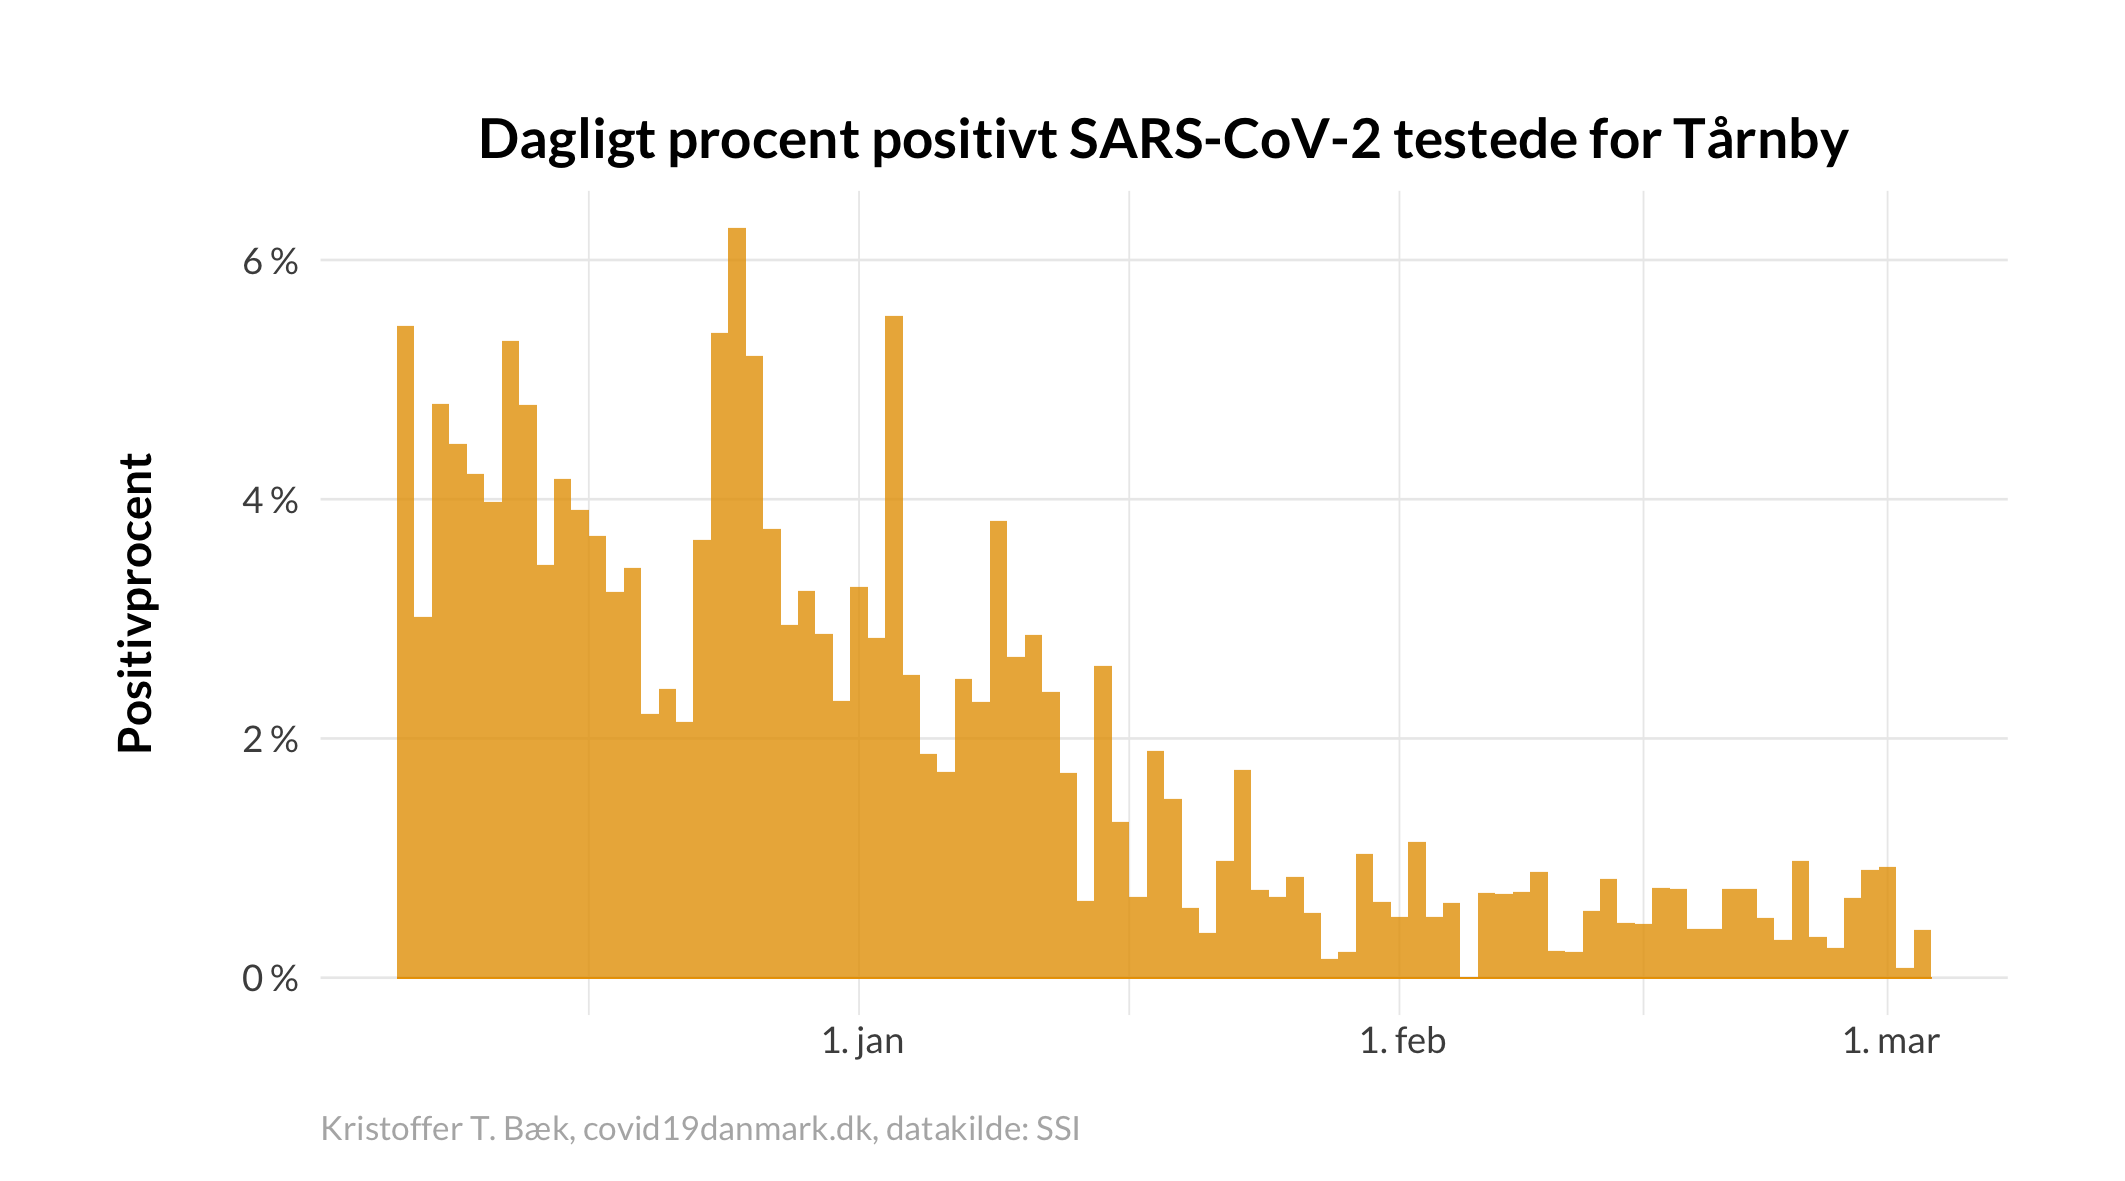 Dagligt procent positivt SARS-CoV-2 testede for Tårnby
Positivprocent
6 %
4 %
2 %
0 %
1. jan
1. feb
1. mar
Kristoffer T. Bæk, covid19danmark.dk, datakilde: SSI